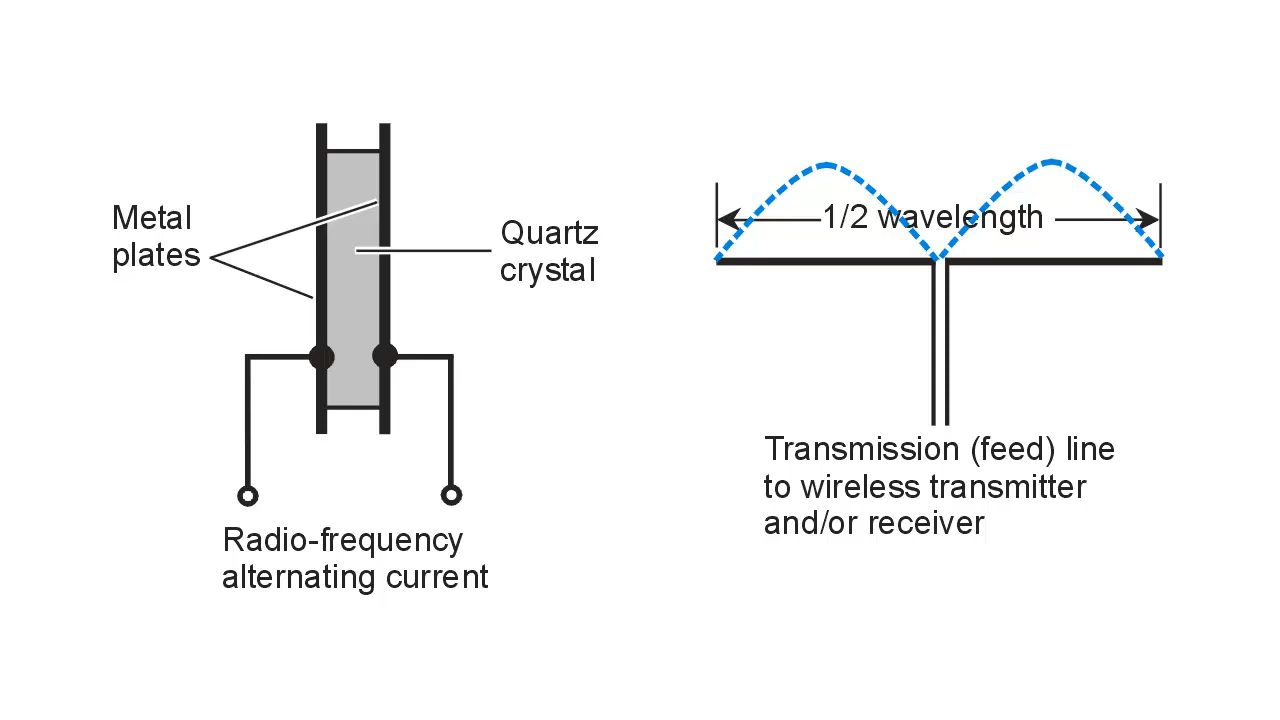 Metal
plates
Quartz
crystal
Radio-frequency
alternating current
1/2 wavelength
Transmission (feed) line
to wireless transmitter
and/or receiver